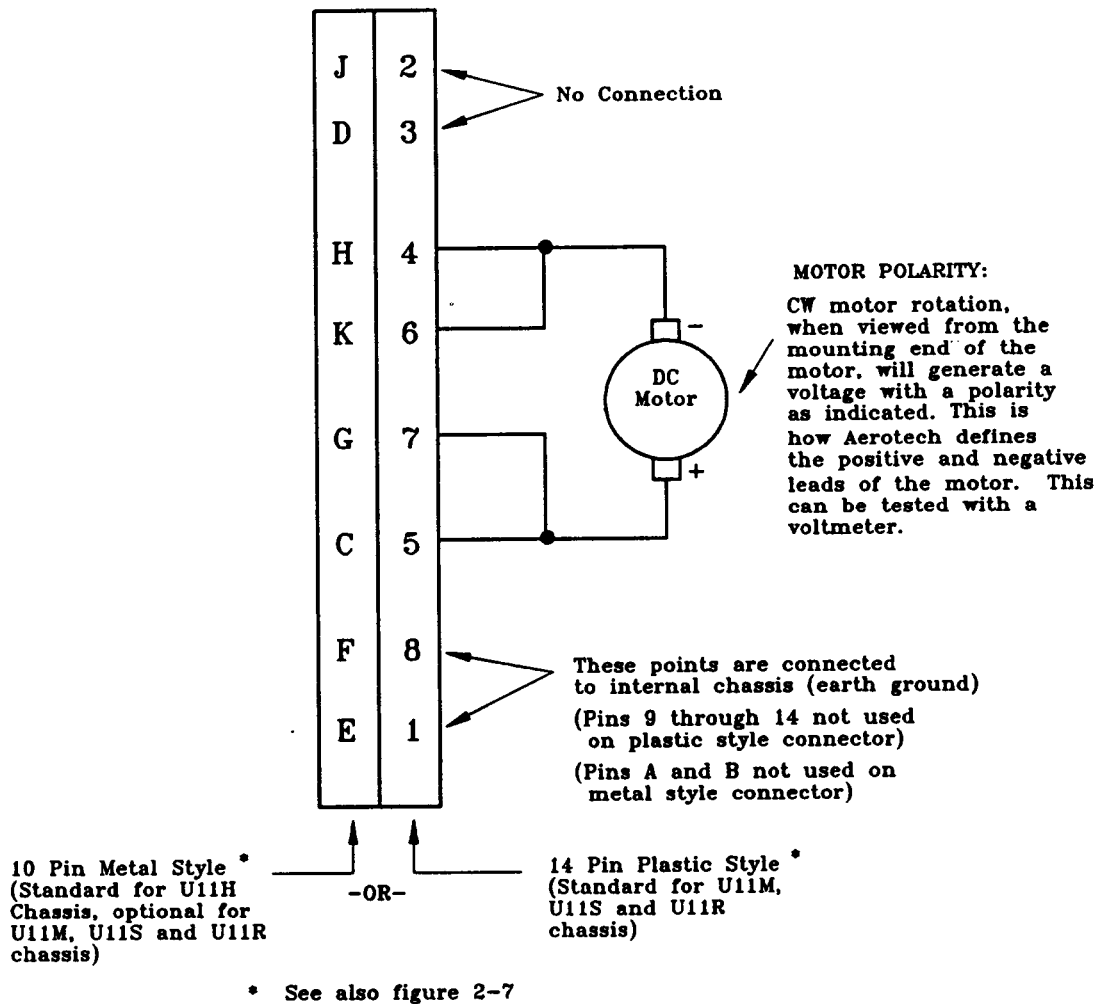 J 2
No Connection
D 3
H 4
MOTOR POLARITY:
CW motor rotation,
when viewed from the
mounting end of the
motor, will generate a
voltage with a polarity
as indicated. This is
how Aerotech defines
the positive and negative
leads of the motor. This
can be tested with a
voltmeter.
K 6
-
DC
Motor
+
G 7
C 5
F 8
These points are connected
to internal chassis (earth ground)
(Pins 9 through 14 not used
on plastic style connector)
(Pins A and B not used on
metal style connector)
E 1
10 Pin Metal Style *
(Standard for U11H
Chassis, optional for
U11M, U11S and U11R
chassis)
-OR-
14 Pin Plastic Style *
(Standard for U11M,
U11S and U11R
chassis)
* See also figure 2-7